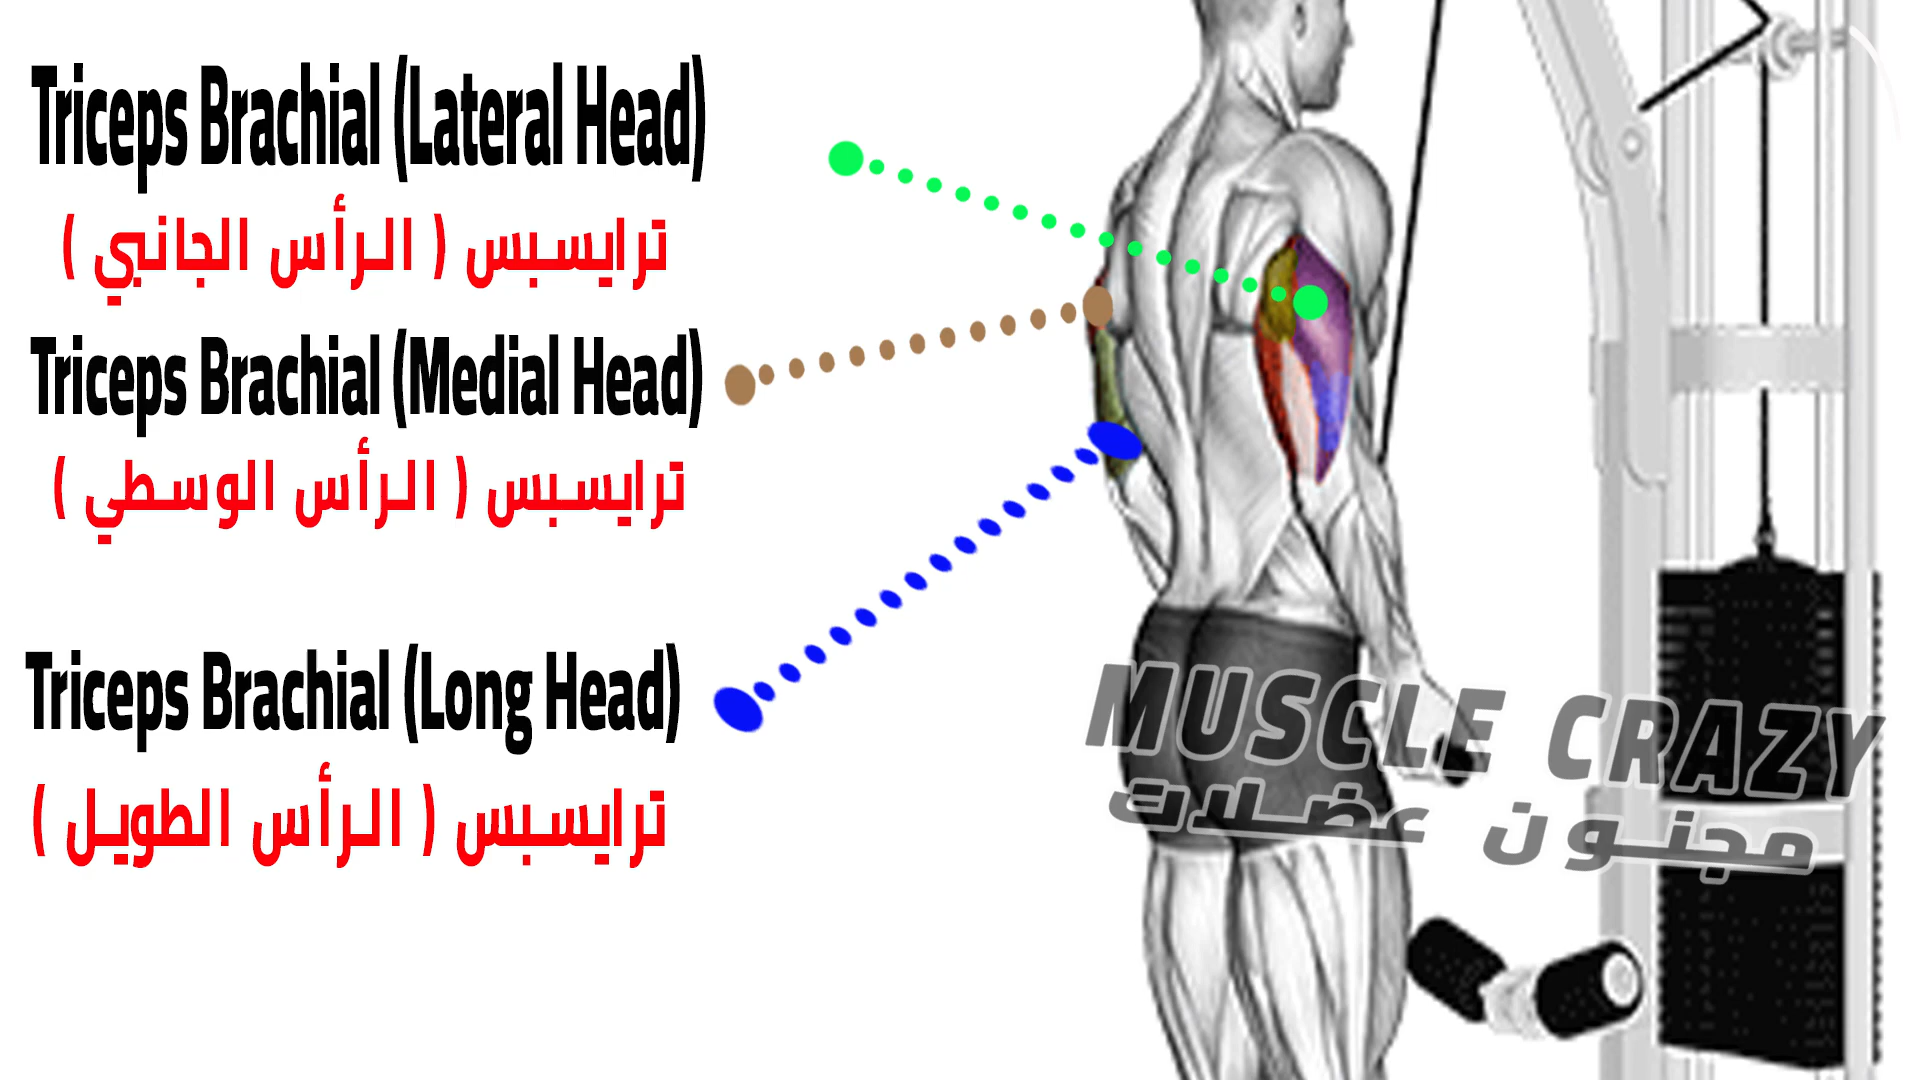 Triceps Brachial (Lateral Head)
ترايسبس ( الرأس الجانبي )
Triceps Brachial (Medial Head)
ترايسبس ( الرأس الوسطي )
Triceps Brachial (Long Head)
ترايسبس ( الرأس الطويل )
MUSCLE CRAZY
مجنون عضلات